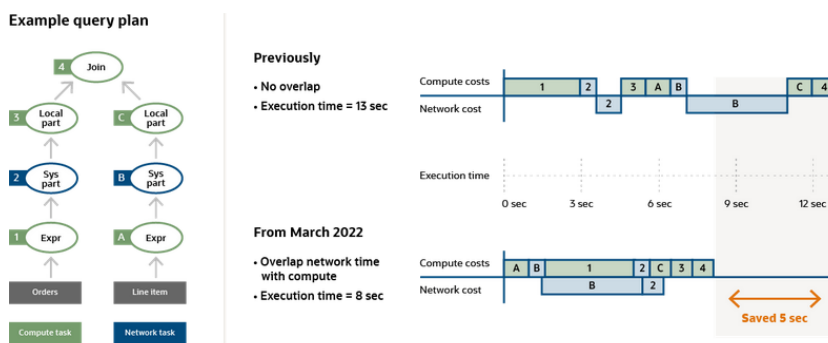 Example query plan
4 Join
3 Local part
C Local part
2 Sys part
B Sys part
1 Expr
A Expr
Orders
Line item
Compute task
Network task
Previously
• No overlap
• Execution time = 13 sec
Compute costs
1 2 3 A B C 4
Network cost
2 B
Execution time
0 sec 3 sec 6 sec 9 sec 12 sec
From March 2022
• Overlap network time
with compute
• Execution time = 8 sec
Compute costs
A B 1 2 C 3 4
Network cost
B 2
Saved 5 sec